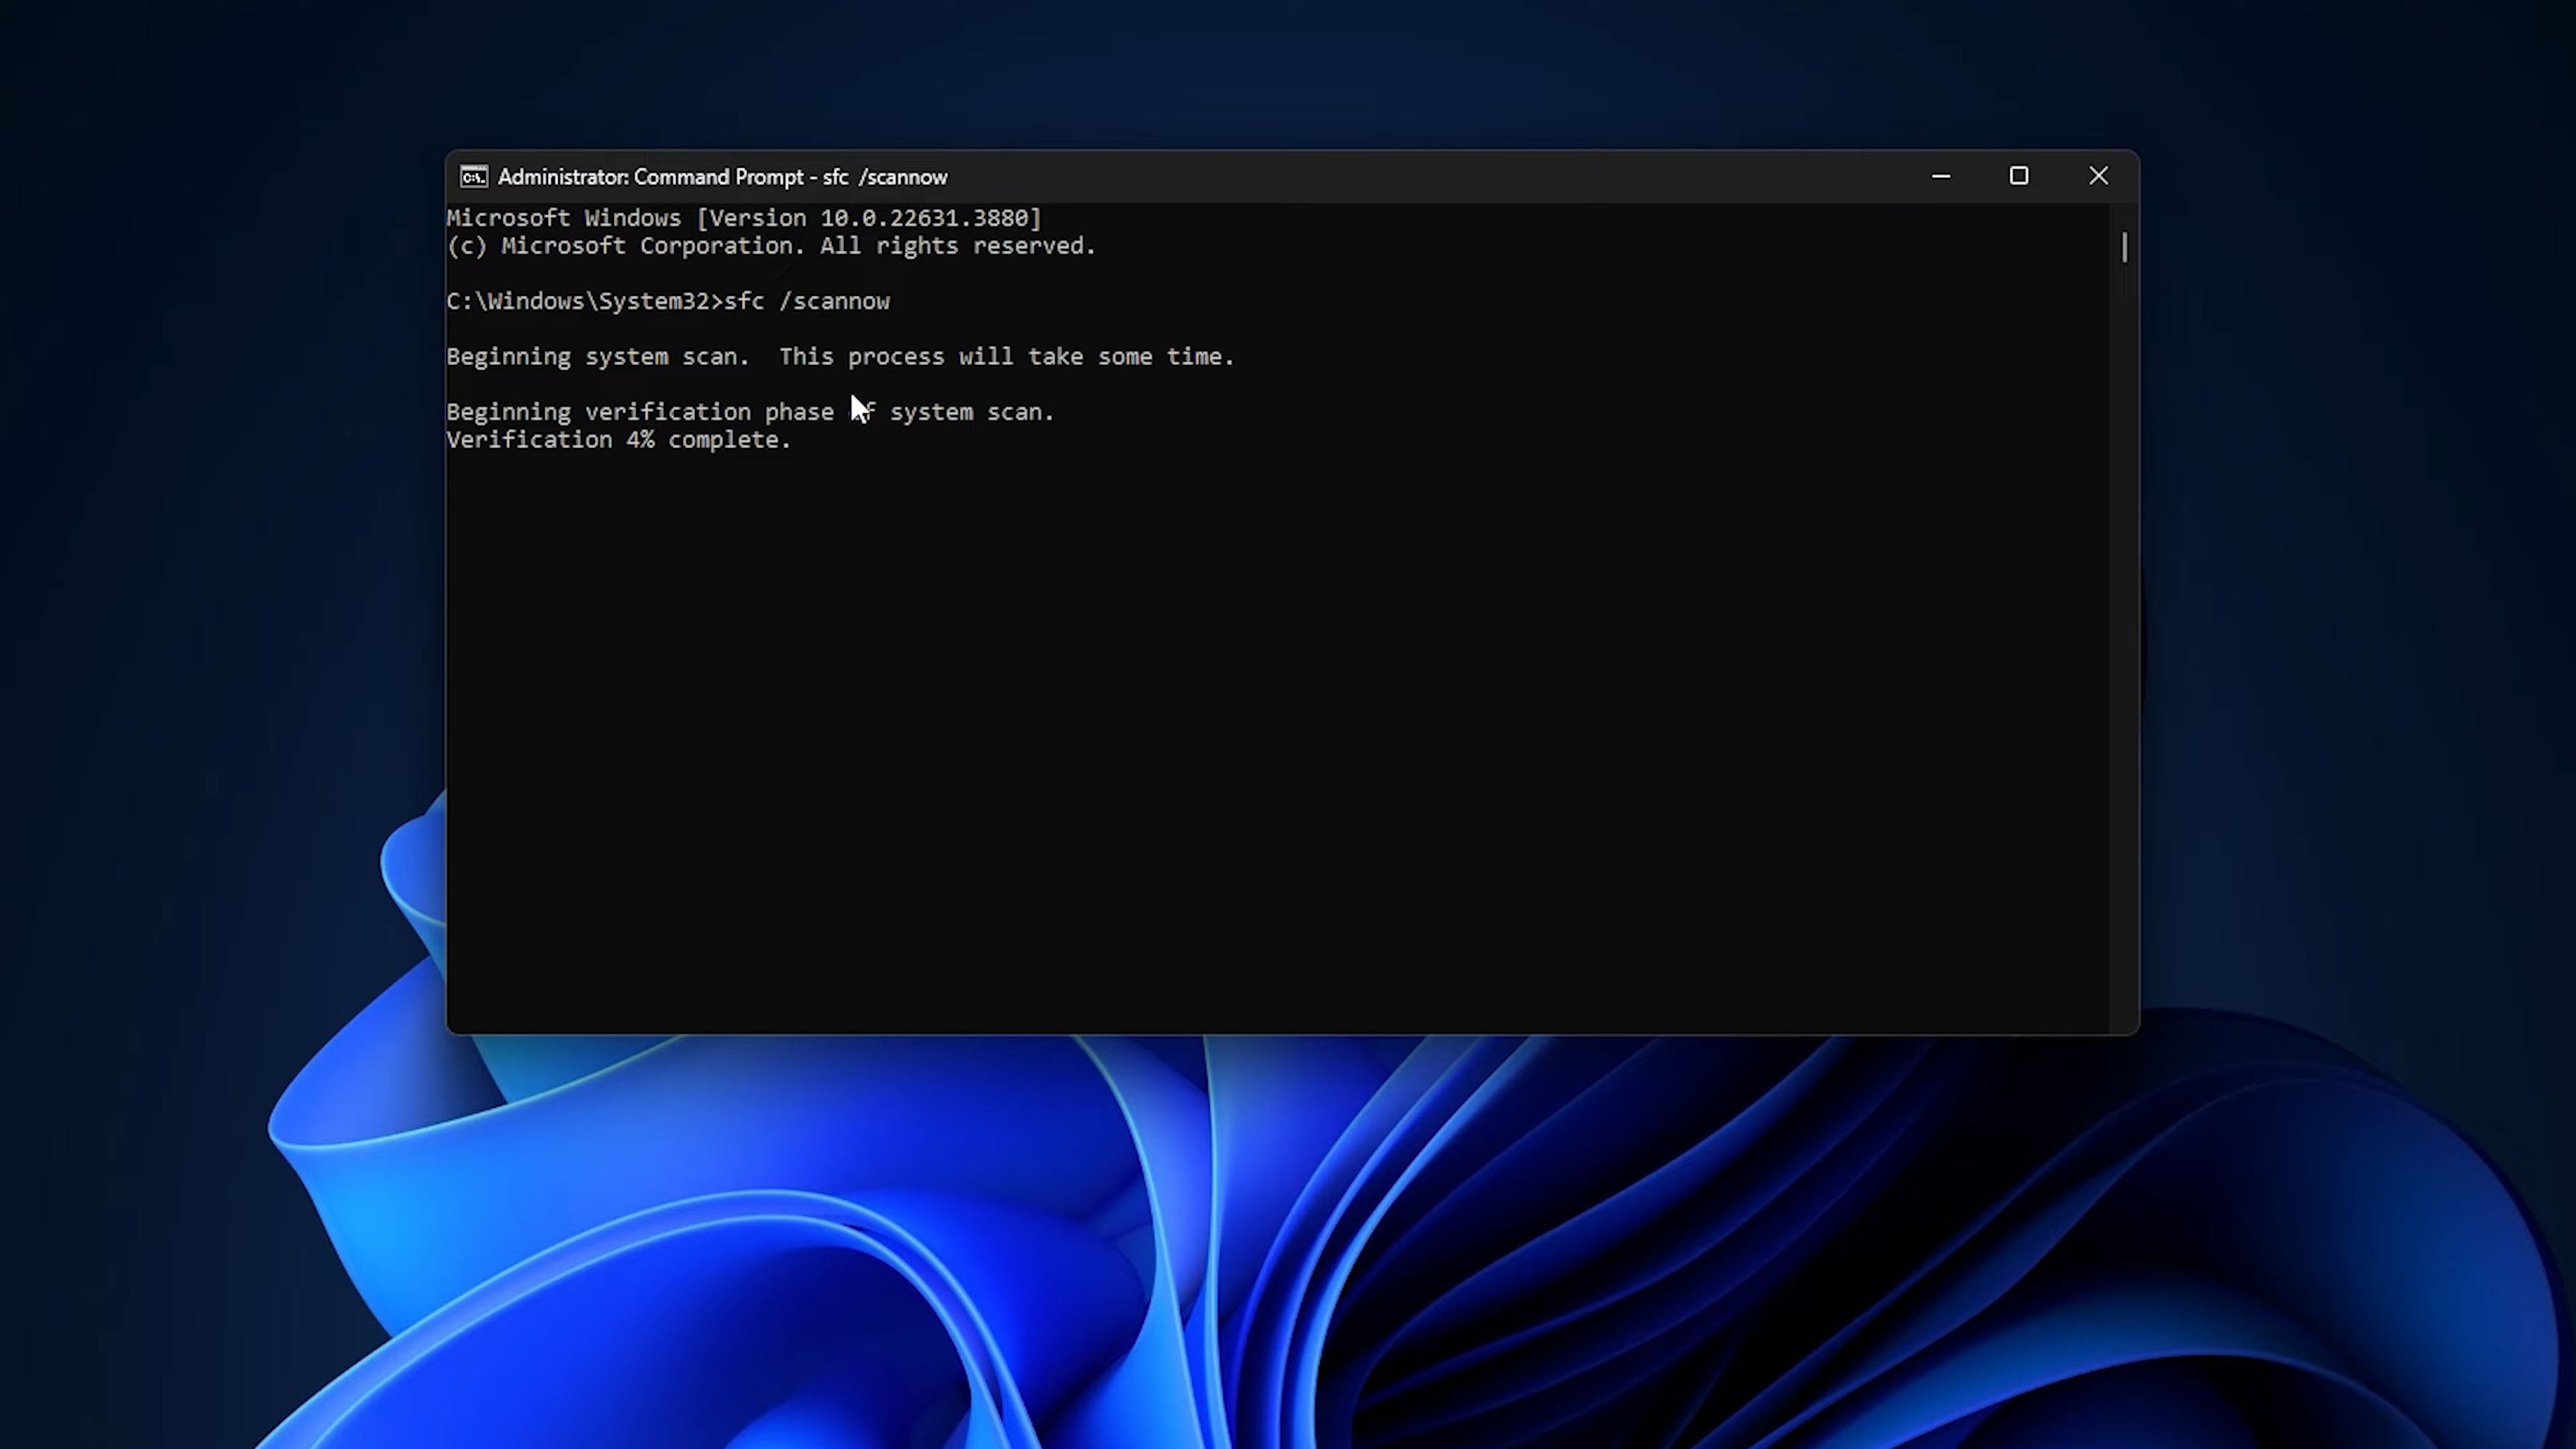 Administrator: Command Prompt - sfc /scannow
Microsoft Windows [Version 10.0.22631.3880]
(c) Microsoft Corporation. All rights reserved.
C:\Windows\System32>sfc /scannow
Beginning system scan.  This process will take some time.
Beginning verification phase of system scan.
Verification 4% complete.